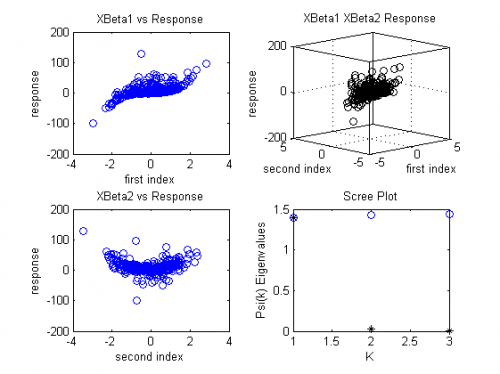 XBeta1 vs Response
200
100
0
-100
-200
response
-4
-2
0
2
4
first index
XBeta1 XBeta2 Response
200
0
-200
response
5
0
-5
second index
-5
0
5
first index
XBeta2 vs Response
200
100
0
-100
-200
response
-4
-2
0
2
4
second index
Scree Plot
1.5
1
0.5
0
Psi(k) Eigenvalues
1
1.5
2
2.5
3
K